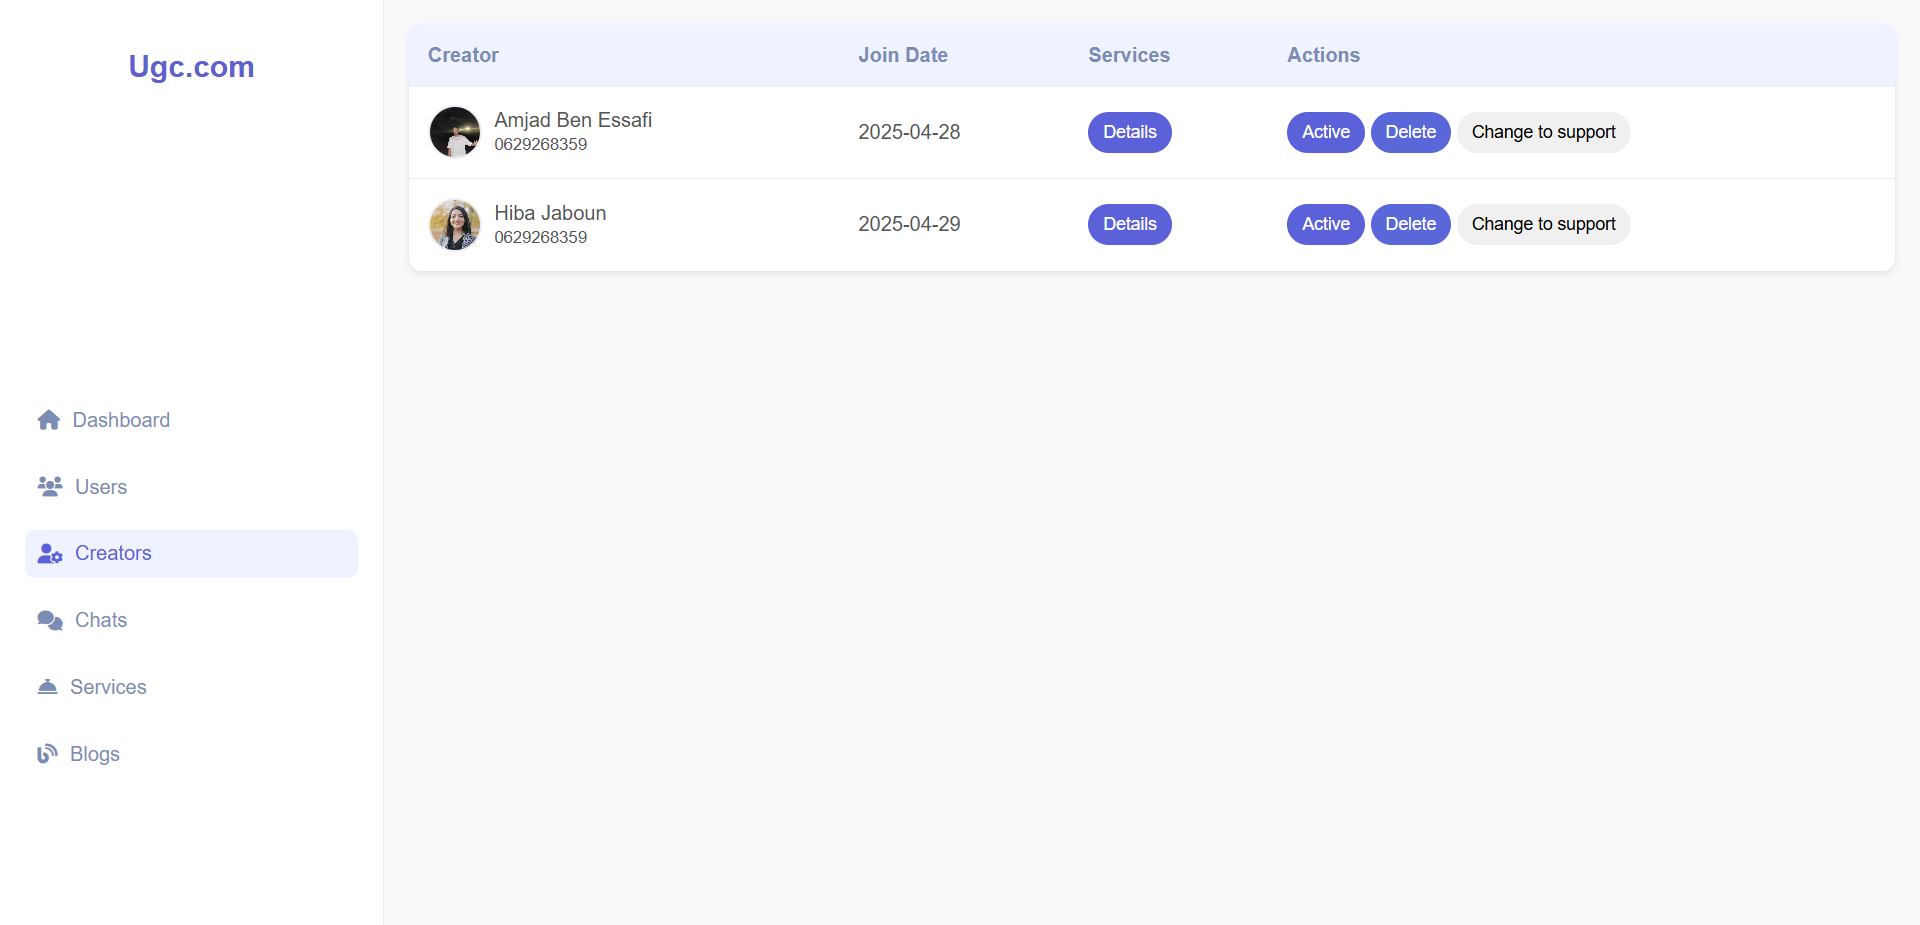 Ugc.com
Dashboard
Users
Creators
Chats
Services
Blogs
Creator Join Date Services Actions
Amjad Ben Essafi
0629268359
2025-04-28 Details Active Delete Change to support
Hiba Jaboun
0629268359
2025-04-29 Details Active Delete Change to support